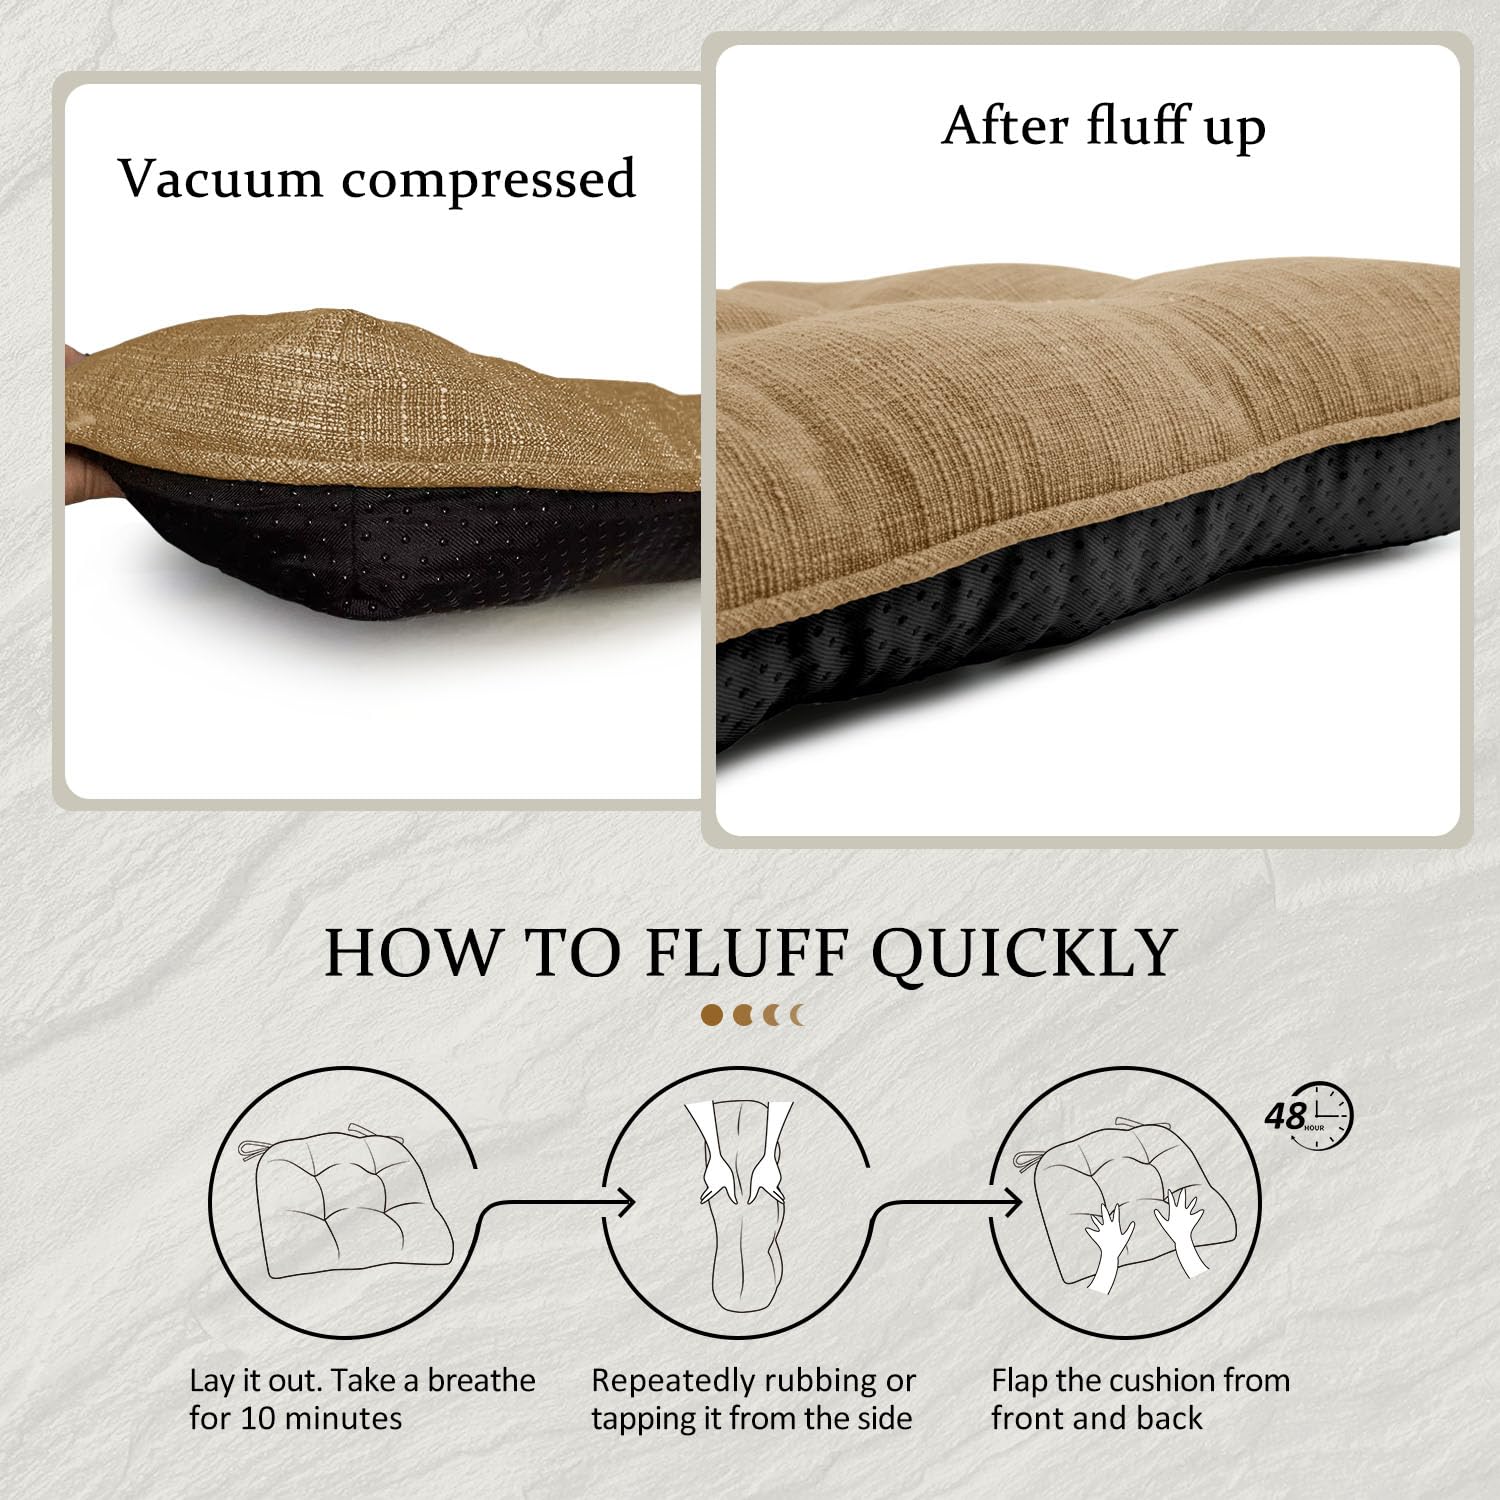 Vacuum compressed
After fluff up
HOW TO FLUFF QUICKLY
48 HOUR
Lay it out. Take a breathe
for 10 minutes
Repeatedly rubbing or
tapping it from the side
Flap the cushion from
front and back